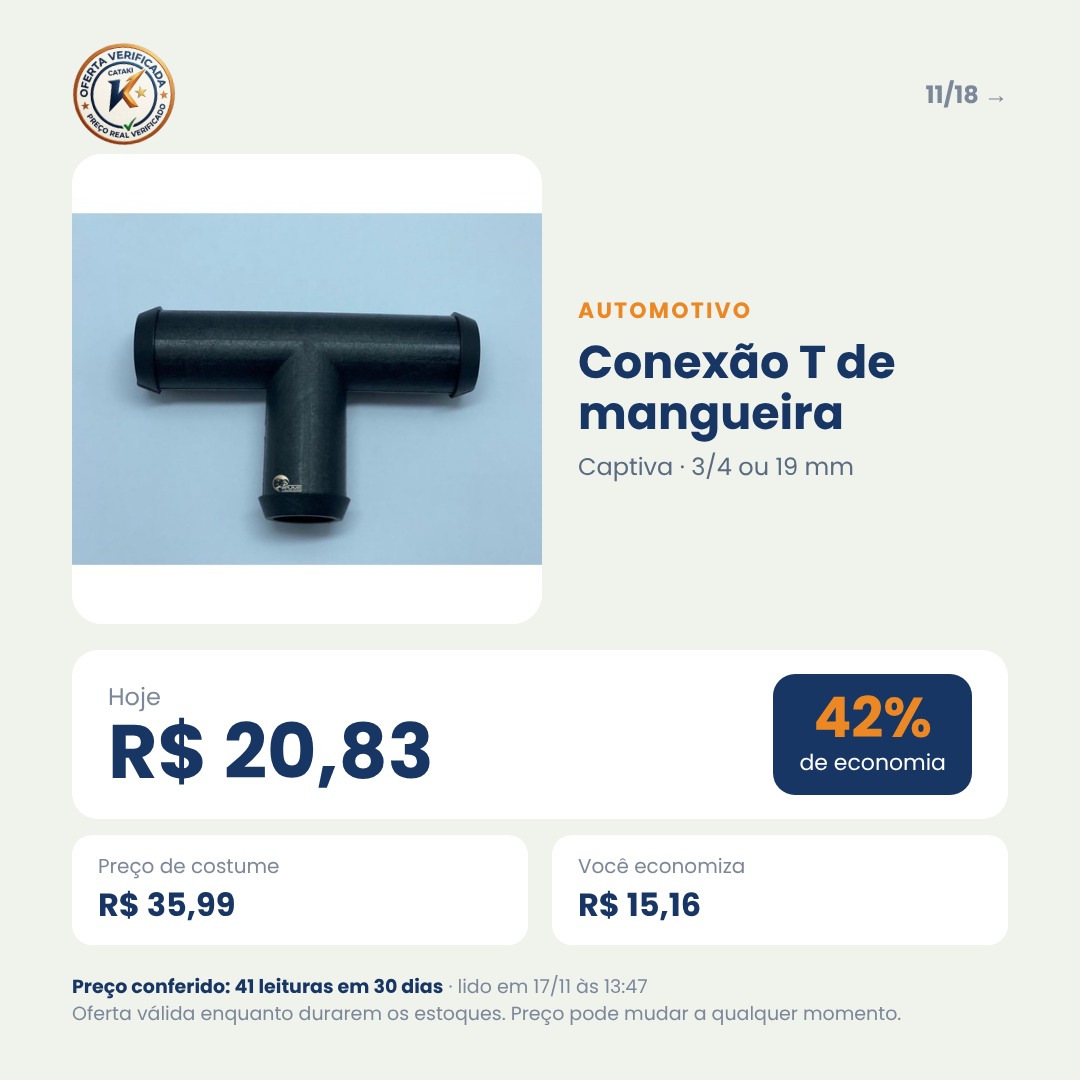 OFERTA VERIFICADA
CATAKI
PREÇO REAL VERIFICADO
11/18 →
AUTOMOTIVO
Conexão T de
mangueira
Captiva · 3/4 ou 19 mm
Hoje
R$ 20,83
42%
de economia
Preço de costume
R$ 35,99
Você economiza
R$ 15,16
Preço conferido: 41 leituras em 30 dias · lido em 17/11 às 13:47
Oferta válida enquanto durarem os estoques. Preço pode mudar a qualquer momento.